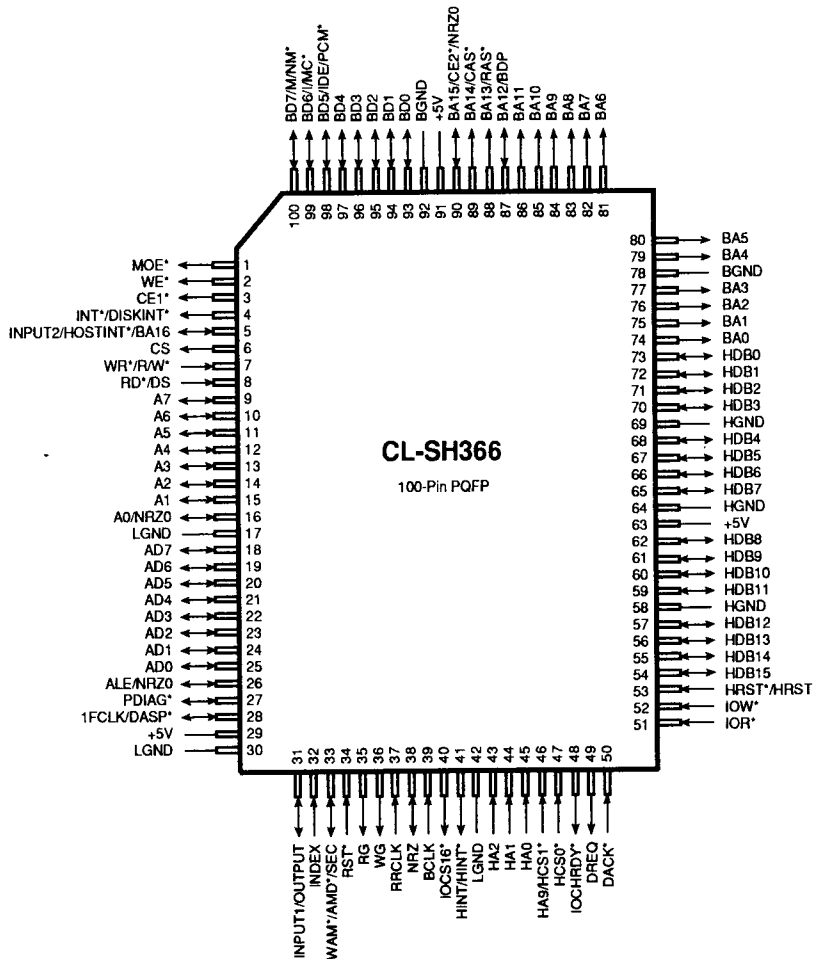 BD7/M/NM*
BD6/I/MC*
BD5/IDE/PCM*
BD4
BD3
BD2
BD1
BD0
BGND
+5V
BA15/CE2*/NRZ0
BA14/CAS*
BA13/RAS*
BA12/BDP
BA11
BA10
BA9
BA8
BA7
BA6
100 99 98 97 96 95 94 93 92 91 90 89 88 87 86 85 84 83 82 81
MOE* 1
WE* 2
CE1* 3
INT*/DISKINT* 4
INPUT2/HOSTINT*/BA16 5
CS 6
WR*/R/W* 7
RD*/DS 8
A7 9
A6 10
A5 11
A4 12
A3 13
A2 14
A1 15
A0/NRZ0 16
LGND 17
AD7 18
AD6 19
AD5 20
AD4 21
AD3 22
AD2 23
AD1 24
AD0 25
ALE/NRZ0 26
PDIAG* 27
1FCLK/DASP* 28
+5V 29
LGND 30
CL-SH366
100-Pin PQFP
80 BA5
79 BA4
78 BGND
77 BA3
76 BA2
75 BA1
74 BA0
73 HDB0
72 HDB1
71 HDB2
70 HDB3
69 HGND
68 HDB4
67 HDB5
66 HDB6
65 HDB7
64 HGND
63 +5V
62 HDB8
61 HDB9
60 HDB10
59 HDB11
58 HGND
57 HDB12
56 HDB13
55 HDB14
54 HDB15
53 HRST*/HRST
52 IOW*
51 IOR*
31 32 33 34 35 36 37 38 39 40 41 42 43 44 45 46 47 48 49 50
INPUT1/OUTPUT
INDEX
WAM*/AMD*/SEC
RST*
RG
WG
RRCLK
NRZ
BCLK
IOCS16*
HINT/HINT*
LGND
HA2
HA1
HA0
HA9/HCS1*
HCS0*
IOCHRDY*
DREQ
DACK*